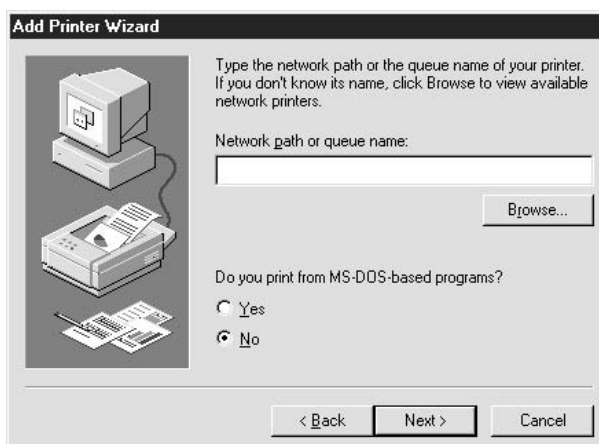 Add Printer Wizard
Type the network path or the queue name of your printer.
If you don't know its name, click Browse to view available
network printers.
Network path or queue name:
Browse...
Do you print from MS-DOS-based programs?
Yes
No
< Back
Next >
Cancel